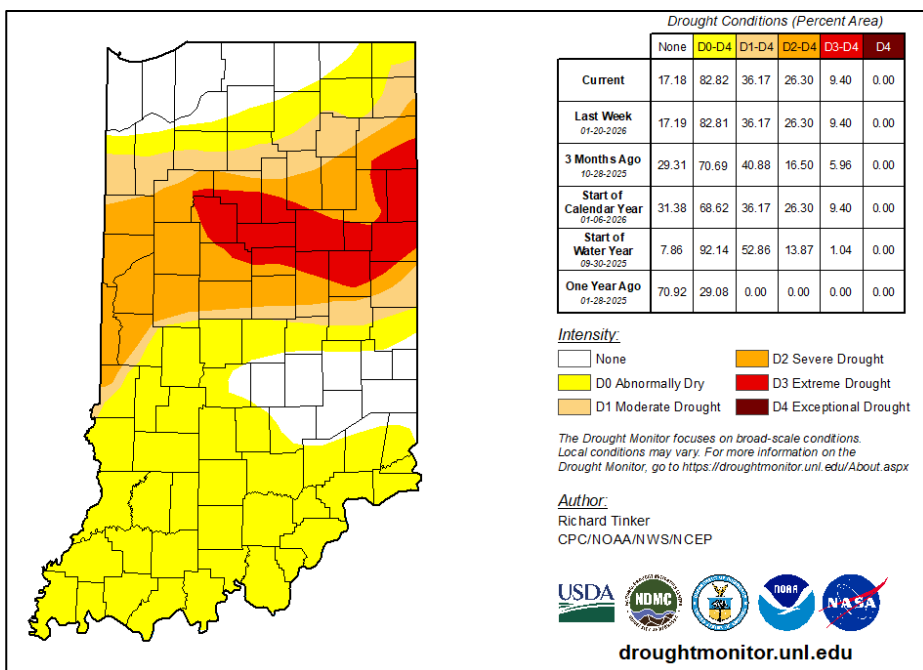 Drought Conditions (Percent Area)
None D0-D4 D1-D4 D2-D4 D3-D4 D4
Current 17.18 82.82 36.17 26.30 9.40 0.00
Last Week
01-20-2026 17.19 82.81 36.17 26.30 9.40 0.00
3 Months Ago
10-28-2025 29.31 70.69 40.88 16.50 5.96 0.00
Start of
Calendar Year
01-06-2026 31.38 68.62 36.17 26.30 9.40 0.00
Start of
Water Year
09-30-2025 7.86 92.14 52.86 13.87 1.04 0.00
One Year Ago
01-28-2025 70.92 29.08 0.00 0.00 0.00 0.00
Intensity:
None
D0 Abnormally Dry
D1 Moderate Drought
D2 Severe Drought
D3 Extreme Drought
D4 Exceptional Drought
The Drought Monitor focuses on broad-scale conditions.
Local conditions may vary. For more information on the
Drought Monitor, go to https://droughtmonitor.unl.edu/About.aspx
Author:
Richard Tinker
CPC/NOAA/NWS/NCEP
USDA
NDMC
NOAA
NASA
droughtmonitor.unl.edu